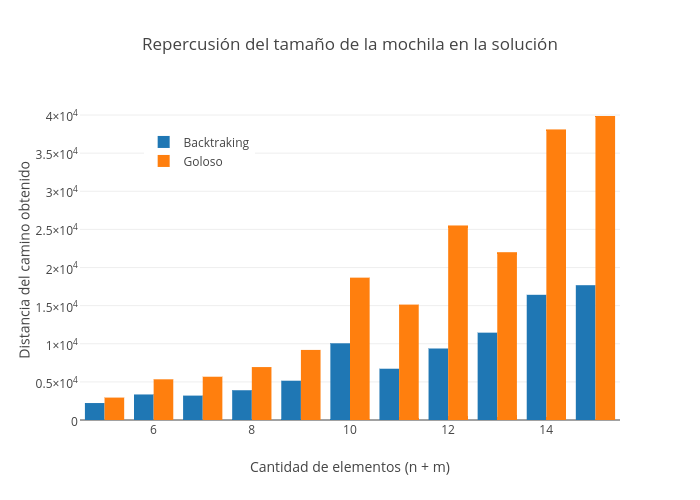 Repercusión del tamaño de la mochila en la solución
Backtraking
Goloso
Distancia del camino obtenido
4×10⁴
3.5×10⁴
3×10⁴
2.5×10⁴
2×10⁴
1.5×10⁴
1×10⁴
0.5×10⁴
0
6
8
10
12
14
Cantidad de elementos (n + m)